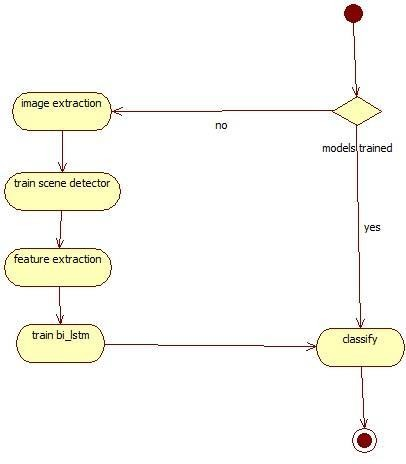 image extraction
no
models trained
train scene detector
yes
feature extraction
train bi_lstm
classify